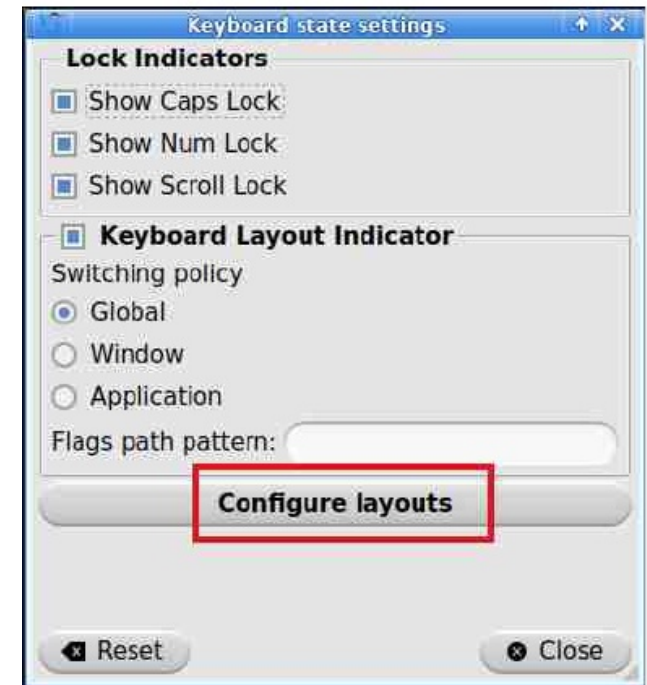 Keyboard state settings
Lock Indicators
Show Caps Lock
Show Num Lock
Show Scroll Lock
Keyboard Layout Indicator
Switching policy
Global
Window
Application
Flags path pattern:
Configure layouts
Reset
Close